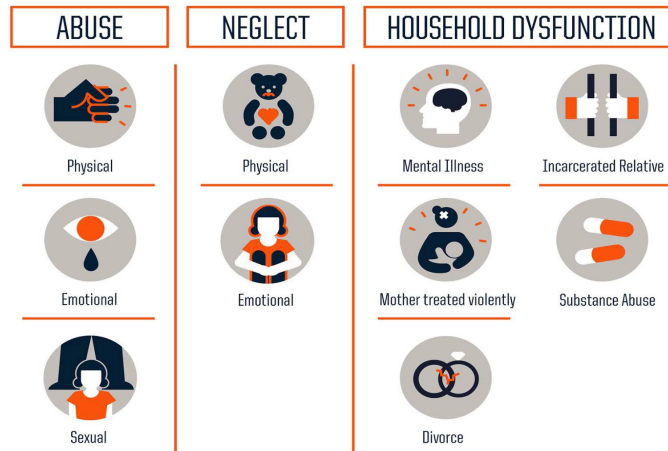 ABUSE
NEGLECT
HOUSEHOLD DYSFUNCTION
Physical
Physical
Mental Illness
Incarcerated Relative
Emotional
Emotional
Mother treated violently
Substance Abuse
Sexual
Divorce